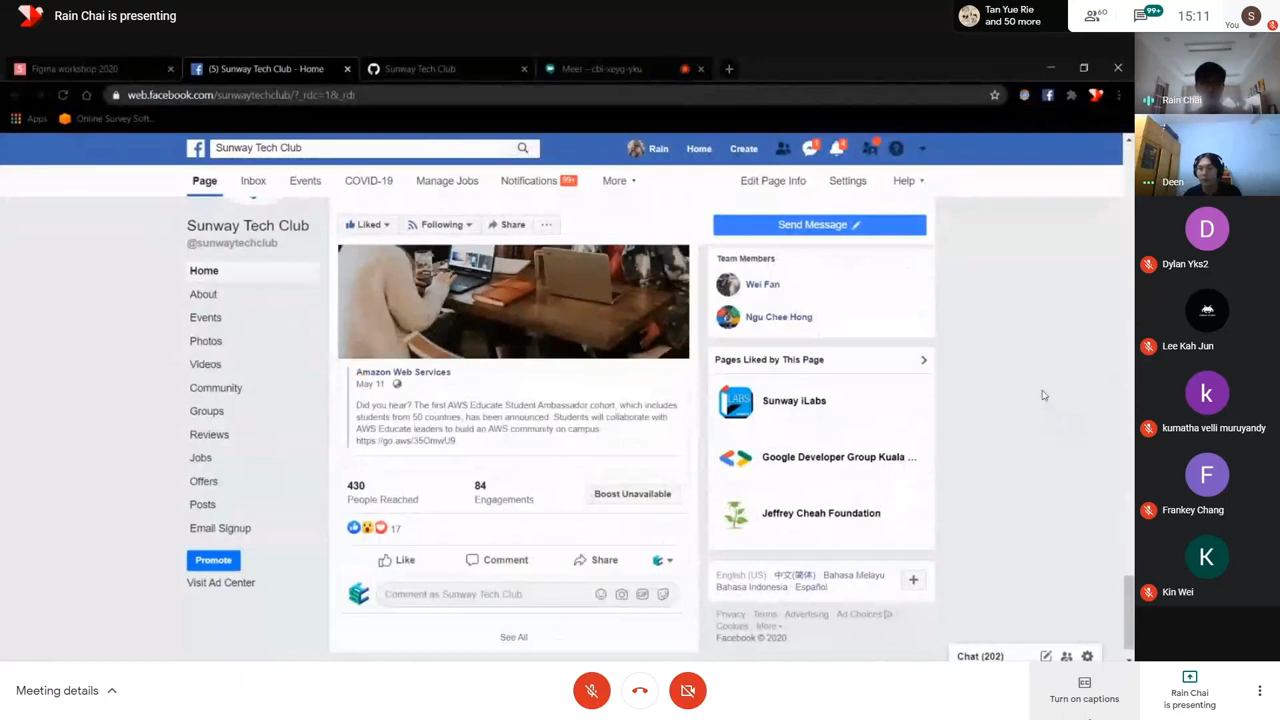 Rain Chai is presenting
Tan Yue Rie
and 50 more
60
99+
15:11
You
S
Figma workshop 2020
(5) Sunway Tech Club - Home
Sunway Tech Club
Meet – cbi-xeyg-yku
web.facebook.com/sunwaytechclub/?_rdc=1&_rdr
Apps
Online Survey Soft...
Sunway Tech Club
Rain
Home
Create
Page
Inbox
Events
COVID-19
Manage Jobs
Notifications
99+
More
Edit Page Info
Settings
Help
Sunway Tech Club
@sunwaytechclub
Home
About
Events
Photos
Videos
Community
Groups
Reviews
Jobs
Offers
Posts
Email Signup
Promote
Visit Ad Center
Liked
Following
Share
Amazon Web Services
May 11
Did you hear? The first AWS Educate Student Ambassador cohort, which includes
students from 50 countries, has been announced. Students will collaborate with
AWS Educate leaders to build an AWS community on campus.
https://go.aws/35OmwU9
430
People Reached
84
Engagements
Boost Unavailable
17
Like
Comment
Share
Comment as Sunway Tech Club
GIF
See All
Send Message
Team Members
Wei Fan
Ngu Chee Hong
Pages Liked by This Page
LABS
Sunway iLabs
Google Developer Group Kuala ...
Jeffrey Cheah Foundation
English (US) · 中文(简体) · Bahasa Melayu ·
Bahasa Indonesia · Español
Privacy · Terms · Advertising · Ad Choices ·
Cookies · More
Facebook © 2020
Chat (202)
Rain Chai
Deen
D
Dylan Yks2
Lee Kah Jun
k
kumatha velli muruyandy
F
Frankey Chang
K
Kin Wei
Meeting details
Turn on captions
Rain Chai
is presenting